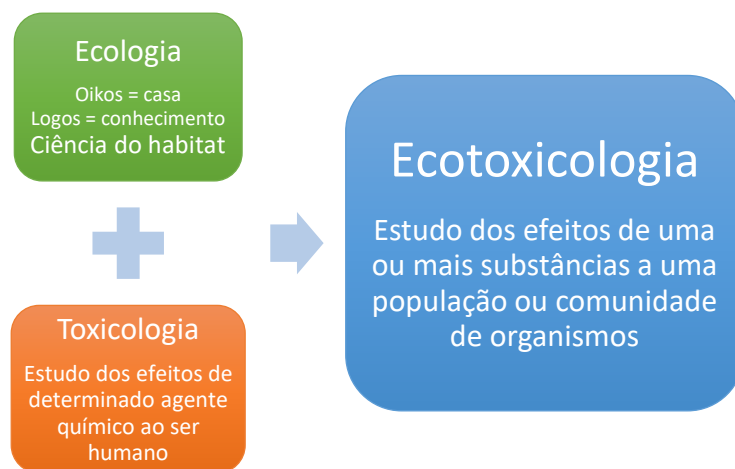 Ecologia
Oikos = casa
Logos = conhecimento
Ciência do habitat
Toxicologia
Estudo dos efeitos de
determinado agente
químico ao ser
humano
Ecotoxicologia
Estudo dos efeitos de uma
ou mais substâncias a uma
população ou comunidade
de organismos